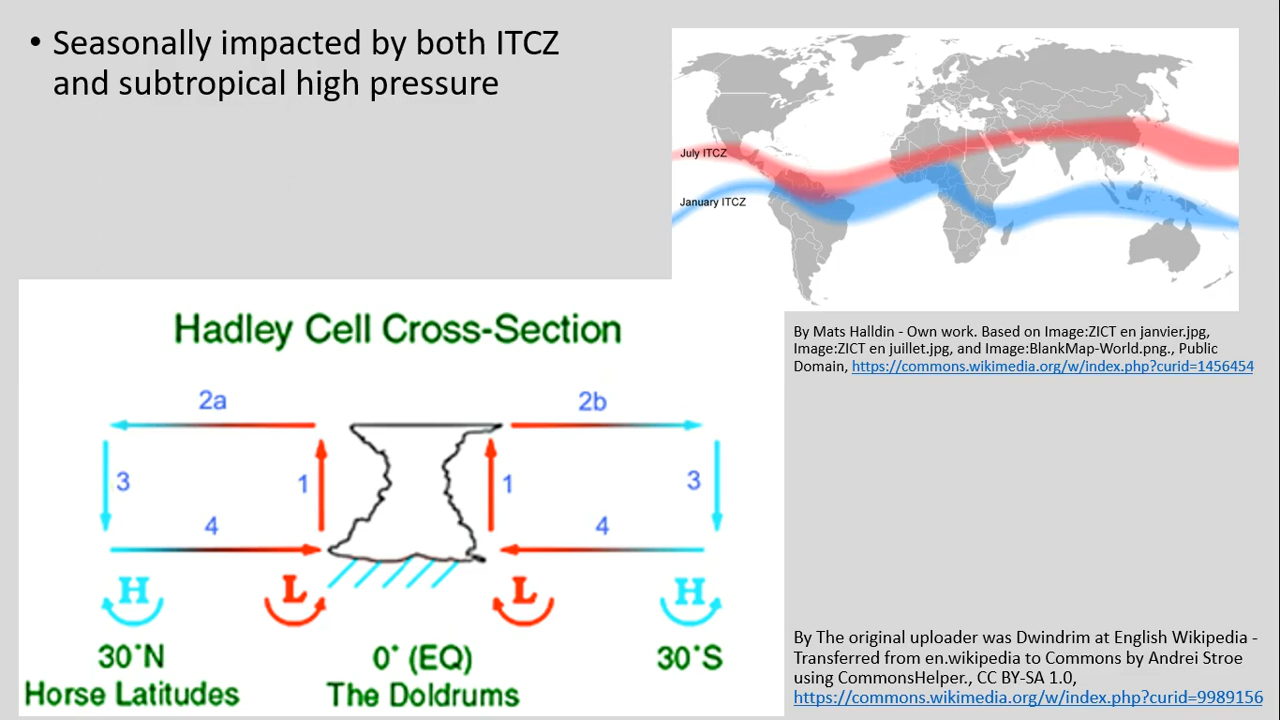 • Seasonally impacted by both ITCZ
and subtropical high pressure
July ITCZ
January ITCZ
By Mats Halldin - Own work. Based on Image:ZICT en janvier.jpg,
Image:ZICT en juillet.jpg, and Image:BlankMap-World.png., Public
Domain, https://commons.wikimedia.org/w/index.php?curid=1456454
Hadley Cell Cross-Section
2a 2b
3 1 1 3
4 4
H L L H
30°N 0° (EQ) 30°S
Horse Latitudes The Doldrums
By The original uploader was Dwindrim at English Wikipedia -
Transferred from en.wikipedia to Commons by Andrei Stroe
using CommonsHelper., CC BY-SA 1.0,
https://commons.wikimedia.org/w/index.php?curid=9989156